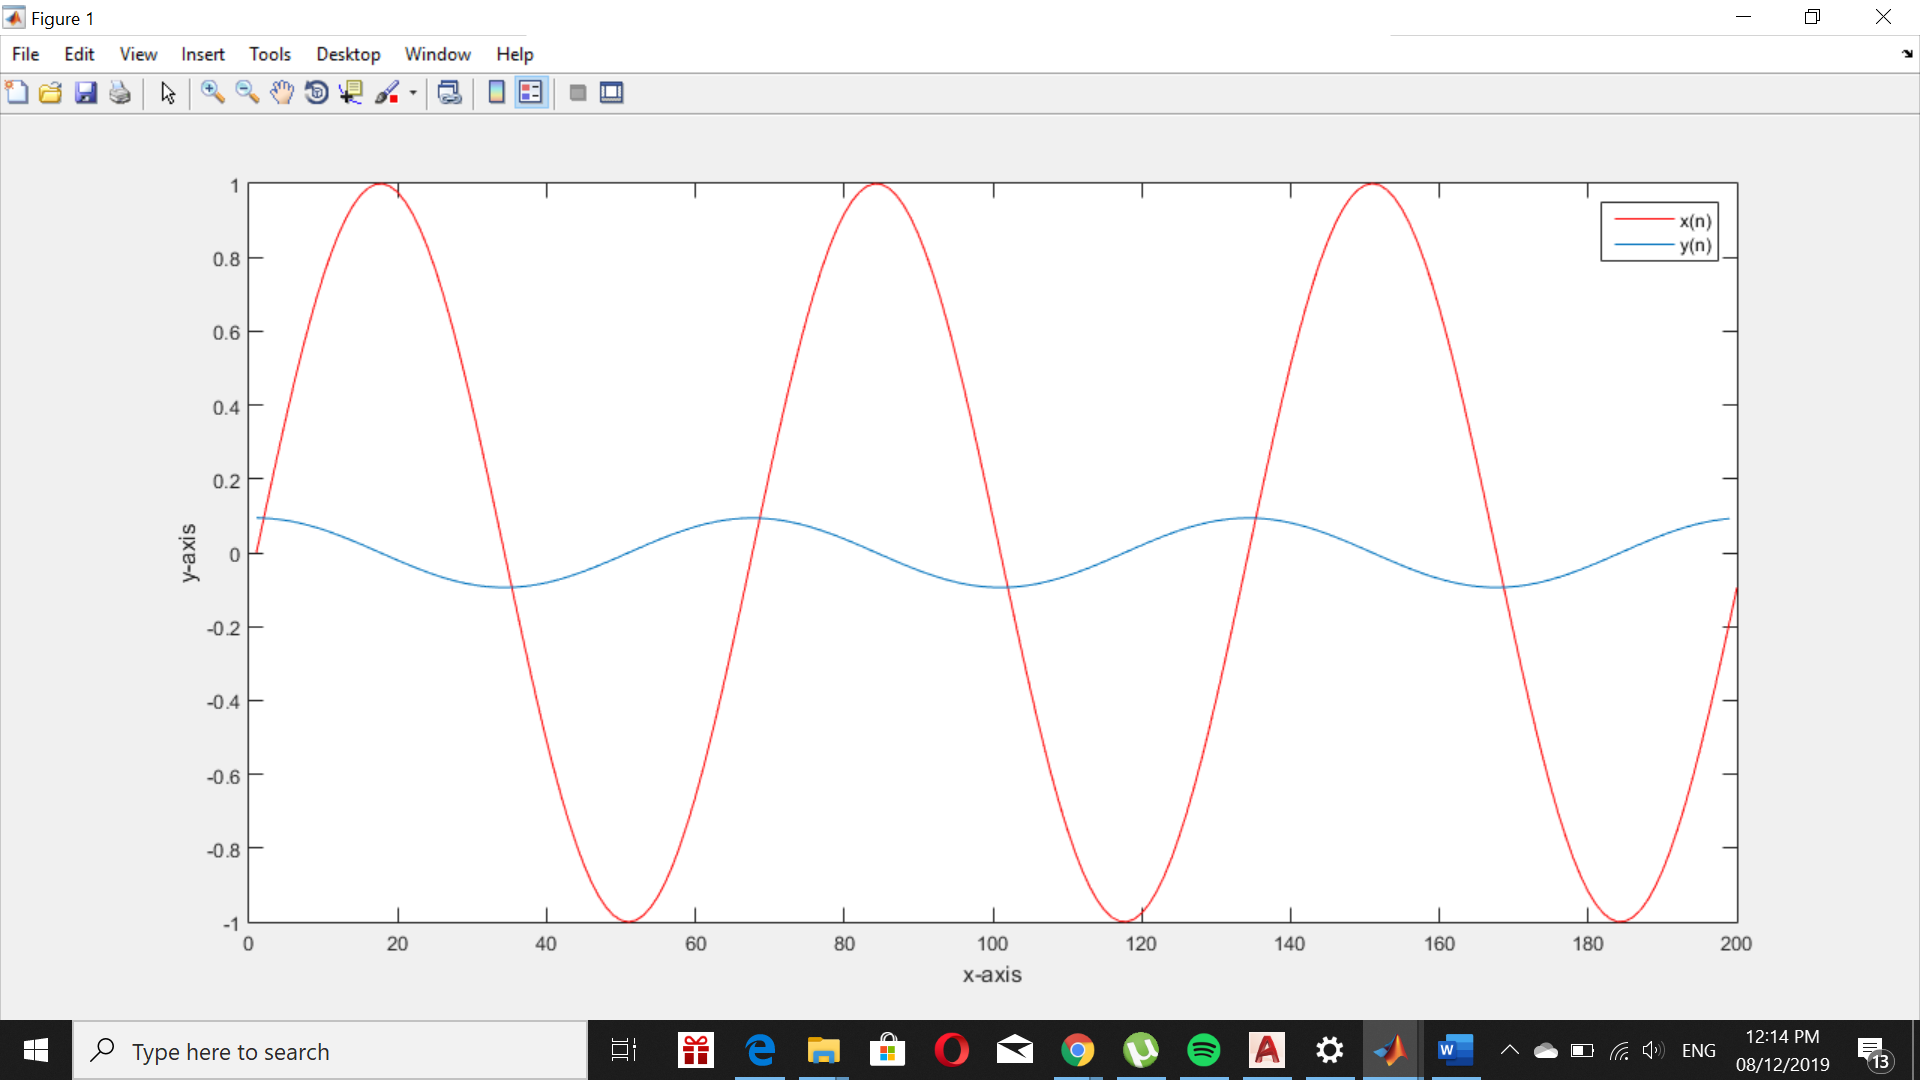 Figure 1
File Edit View Insert Tools Desktop Window Help
1
0.8
0.6
0.4
0.2
0
-0.2
-0.4
-0.6
-0.8
-1
y-axis
x(n)
y(n)
0 20 40 60 80 100 120 140 160 180 200
x-axis
Type here to search
W
ENG
12:14 PM
08/12/2019
13